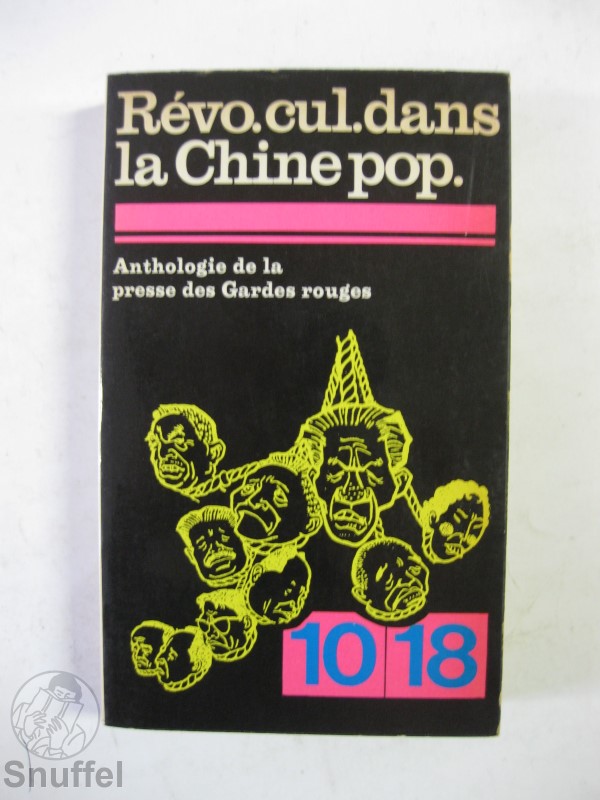 Révo.cul.dans
la Chine pop.
Anthologie de la
presse des Gardes rouges
10 18
Snuffel